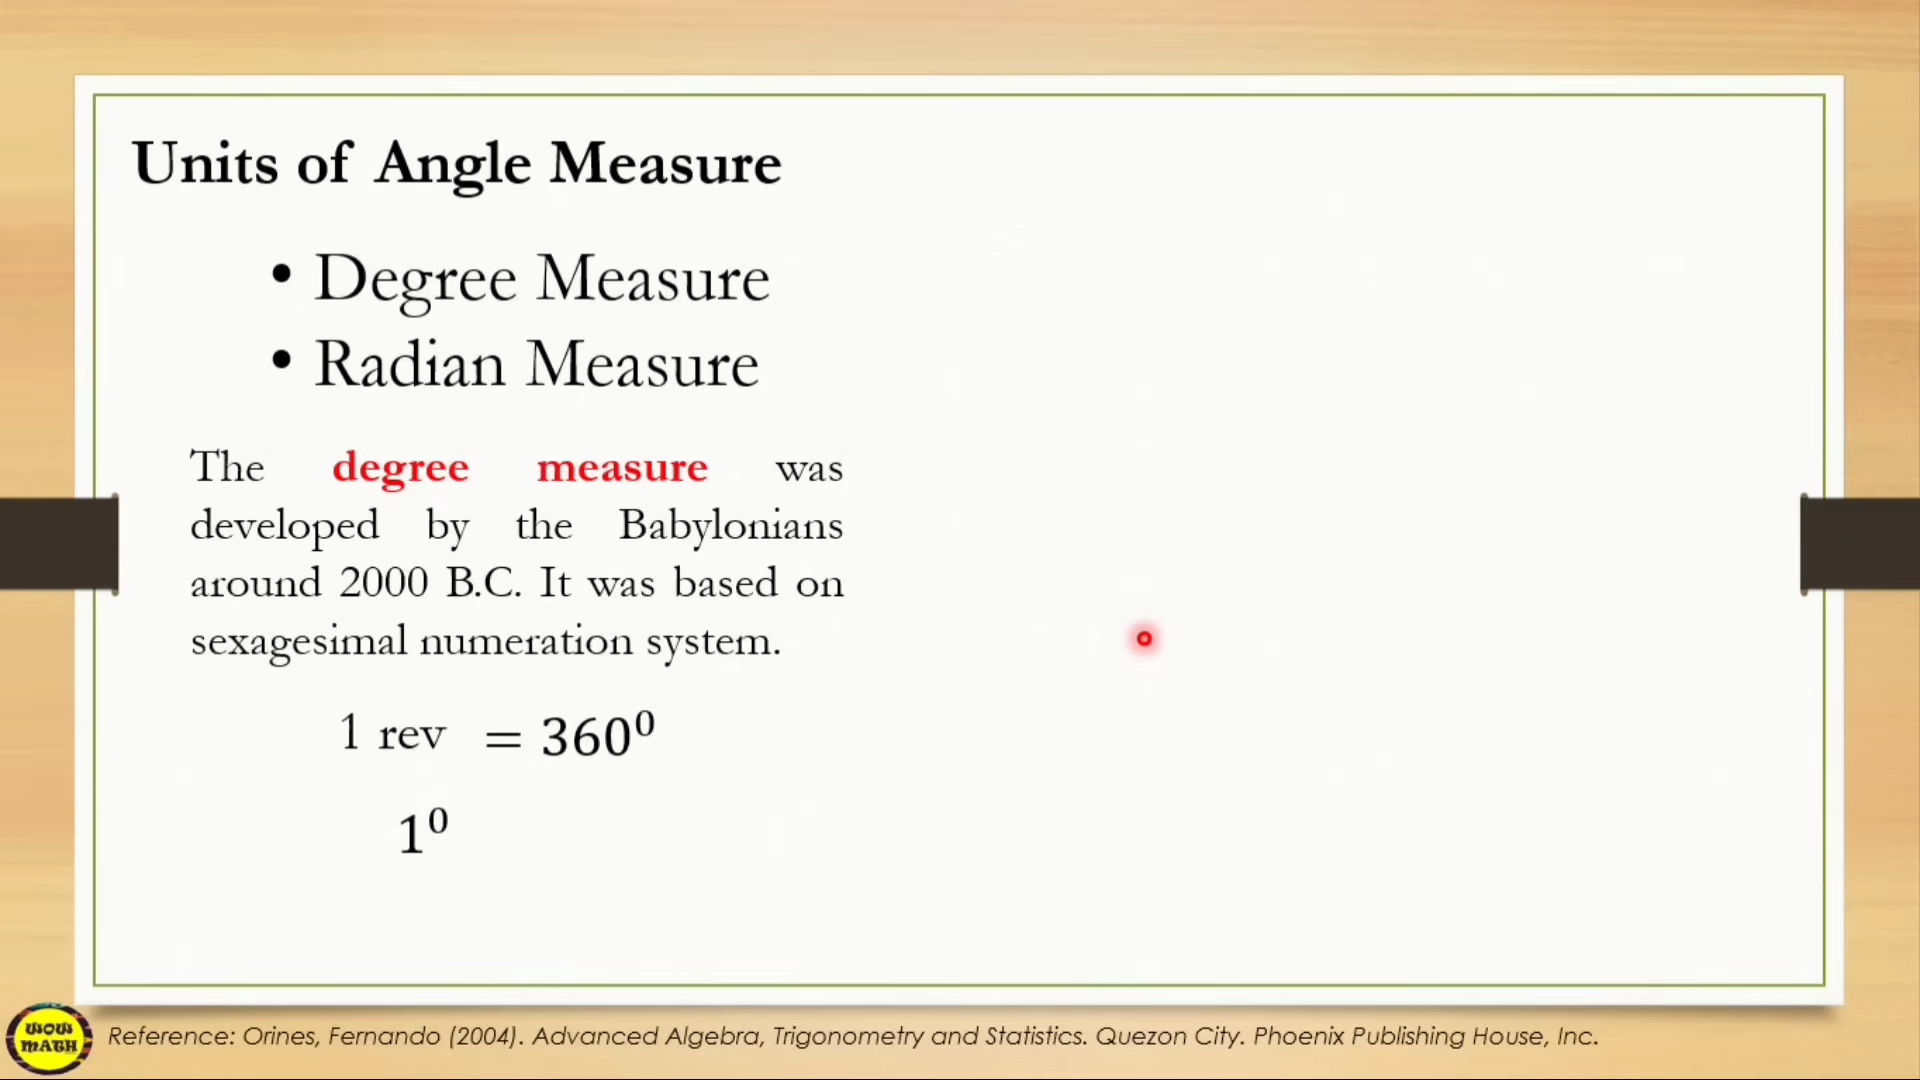 Units of Angle Measure
• Degree Measure
• Radian Measure
The degree measure was
developed by the Babylonians
around 2000 B.C. It was based on
sexagesimal numeration system.
1 rev = 360⁰
1⁰
WOW
MATH
Reference: Orines, Fernando (2004). Advanced Algebra, Trigonometry and Statistics. Quezon City. Phoenix Publishing House, Inc.